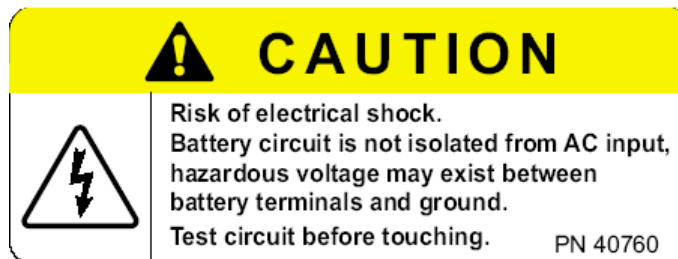 CAUTION
Risk of electrical shock.
Battery circuit is not isolated from AC input,
hazardous voltage may exist between
battery terminals and ground.
Test circuit before touching.
PN 40760